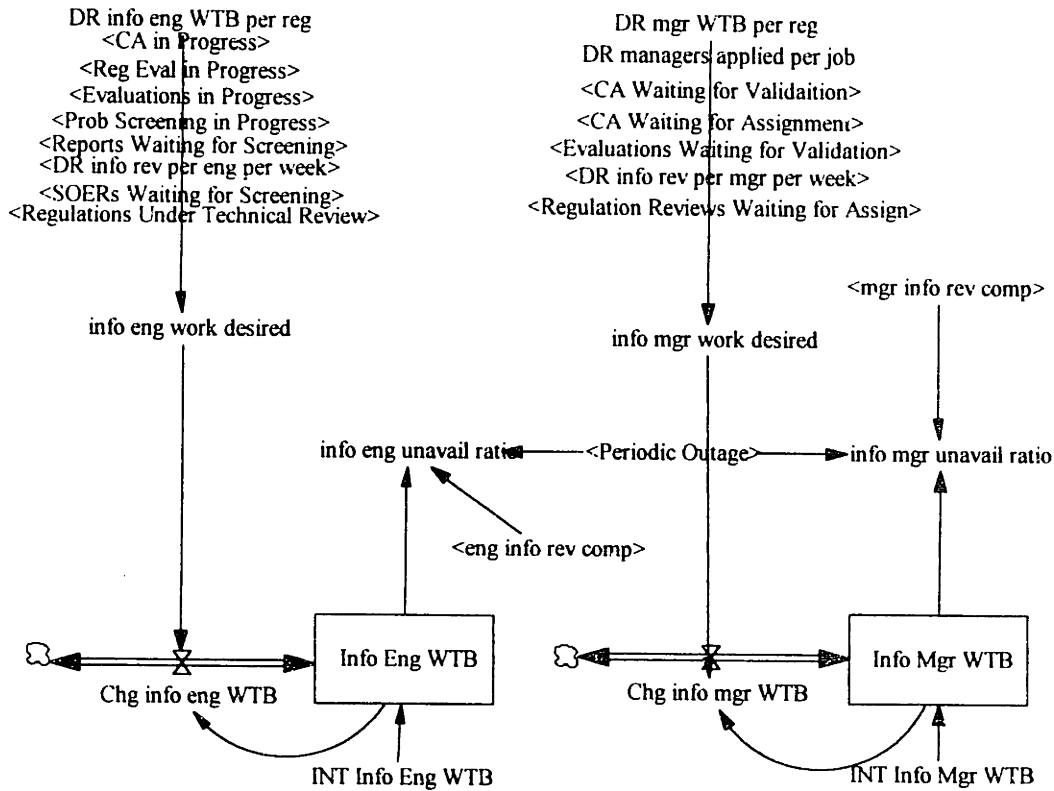 DR info eng WTB per reg
<CA in Progress>
<Reg Eval in Progress>
<Evaluations in Progress>
<Prob Screening in Progress>
<Reports Waiting for Screening>
<DR info rev per eng per week>
<SOERs Waiting for Screening>
<Regulations Under Technical Review>
info eng work desired
DR mgr WTB per reg
DR managers applied per job
<CA Waiting for Validaition>
<CA Waiting for Assignment>
<Evaluations Waiting for Validation>
<DR info rev per mgr per week>
<Regulation Reviews Waiting for Assign>
<mgr info rev comp>
info mgr work desired
info eng unavail ratio
<Periodic Outage>
info mgr unavail ratio
<eng info rev comp>
Info Eng WTB
Chg info eng WTB
INT Info Eng WTB
Info Mgr WTB
Chg info mgr WTB
INT Info Mgr WTB